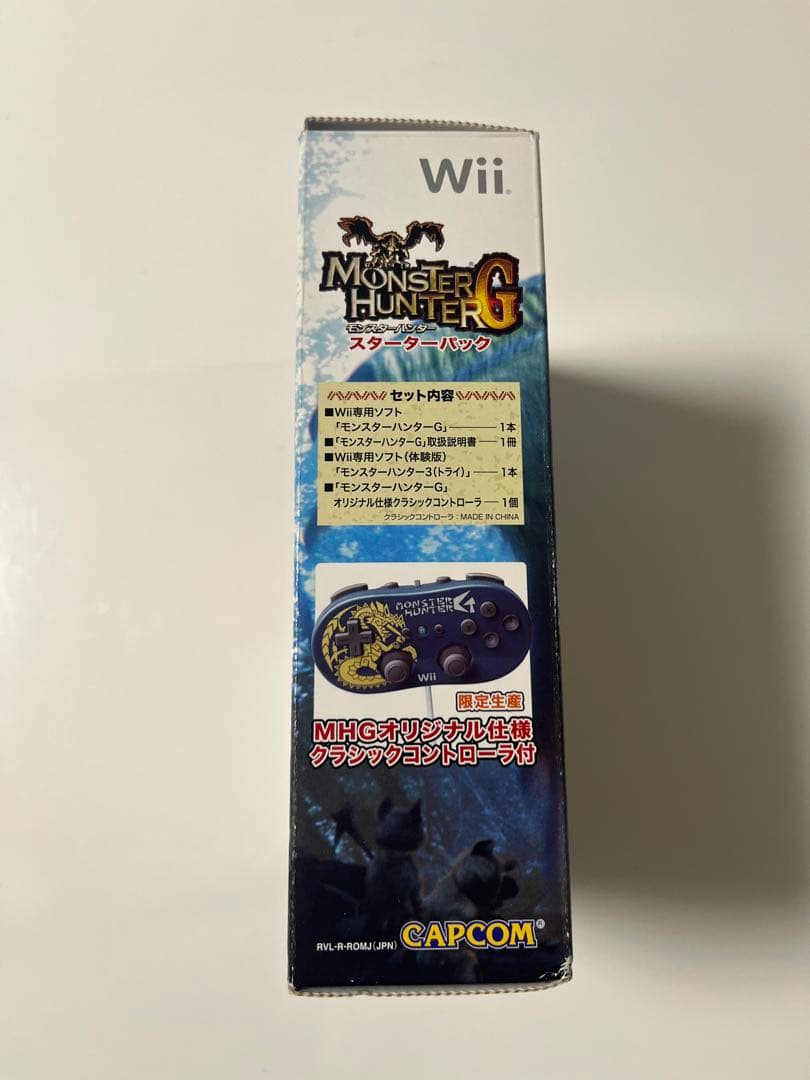 Wii®
MONSTER
HUNTER G
モンスターハンター
スターターパック
セット内容
■Wii専用ソフト
「モンスターハンターG」――― 1本
■「モンスターハンターG」取扱説明書 ― 1冊
■Wii専用ソフト(体験版)
「モンスターハンター3(トライ)」 ― 1本
■「モンスターハンターG」
オリジナル仕様クラシックコントローラ ― 1個
クラシックコントローラ:MADE IN CHINA
MONSTER
HUNTER G
Wii
限定生産
MHGオリジナル仕様
クラシックコントローラ付
RVL-R-ROMJ(JPN) CAPCOM®